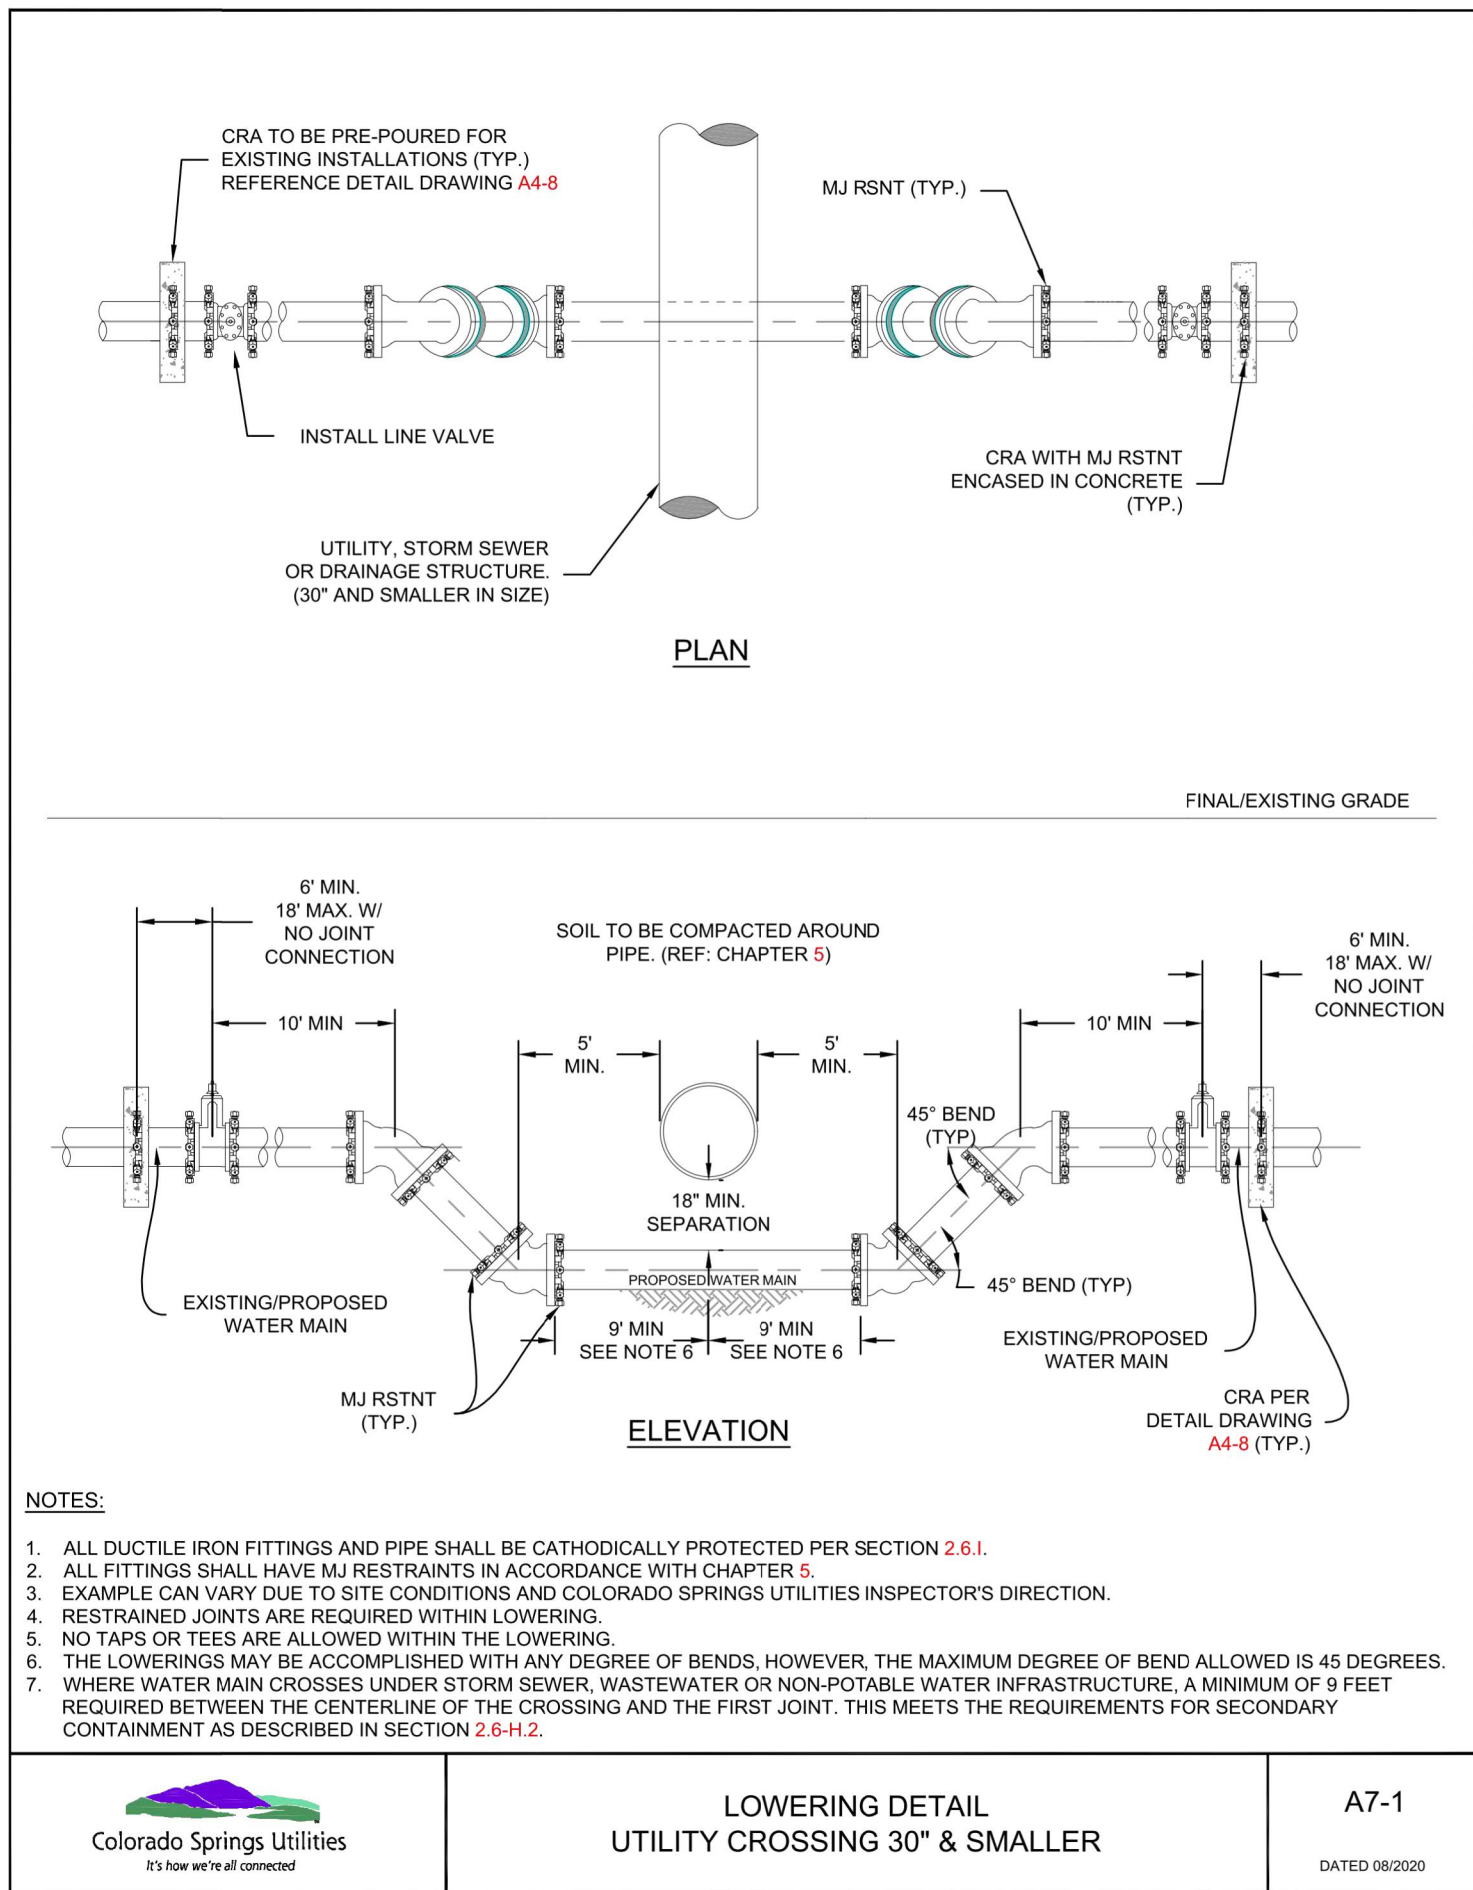 CRA TO BE PRE-POURED FOR
EXISTING INSTALLATIONS (TYP.)
REFERENCE DETAIL DRAWING A4-8
MJ RSNT (TYP.)
INSTALL LINE VALVE
CRA WITH MJ RSTNT
ENCASED IN CONCRETE
(TYP.)
UTILITY, STORM SEWER
OR DRAINAGE STRUCTURE.
(30" AND SMALLER IN SIZE)
PLAN
FINAL/EXISTING GRADE
6' MIN.
18' MAX. W/
NO JOINT
CONNECTION
SOIL TO BE COMPACTED AROUND
PIPE. (REF: CHAPTER 5)
6' MIN.
18' MAX. W/
NO JOINT
CONNECTION
10' MIN
5'
MIN.
5'
MIN.
10' MIN
45° BEND
(TYP)
18" MIN.
SEPARATION
PROPOSED WATER MAIN
45° BEND (TYP)
EXISTING/PROPOSED
WATER MAIN
9' MIN
SEE NOTE 6
9' MIN
SEE NOTE 6
EXISTING/PROPOSED
WATER MAIN
MJ RSTNT
(TYP.)
CRA PER
DETAIL DRAWING
A4-8 (TYP.)
ELEVATION
NOTES:
1. ALL DUCTILE IRON FITTINGS AND PIPE SHALL BE CATHODICALLY PROTECTED PER SECTION 2.6.I.
2. ALL FITTINGS SHALL HAVE MJ RESTRAINTS IN ACCORDANCE WITH CHAPTER 5.
3. EXAMPLE CAN VARY DUE TO SITE CONDITIONS AND COLORADO SPRINGS UTILITIES INSPECTOR'S DIRECTION.
4. RESTRAINED JOINTS ARE REQUIRED WITHIN LOWERING.
5. NO TAPS OR TEES ARE ALLOWED WITHIN THE LOWERING.
6. THE LOWERINGS MAY BE ACCOMPLISHED WITH ANY DEGREE OF BENDS, HOWEVER, THE MAXIMUM DEGREE OF BEND ALLOWED IS 45 DEGREES.
7. WHERE WATER MAIN CROSSES UNDER STORM SEWER, WASTEWATER OR NON-POTABLE WATER INFRASTRUCTURE, A MINIMUM OF 9 FEET
REQUIRED BETWEEN THE CENTERLINE OF THE CROSSING AND THE FIRST JOINT. THIS MEETS THE REQUIREMENTS FOR SECONDARY
CONTAINMENT AS DESCRIBED IN SECTION 2.6-H.2.
Colorado Springs Utilities
It's how we're all connected
LOWERING DETAIL
UTILITY CROSSING 30" & SMALLER
A7-1
DATED 08/2020